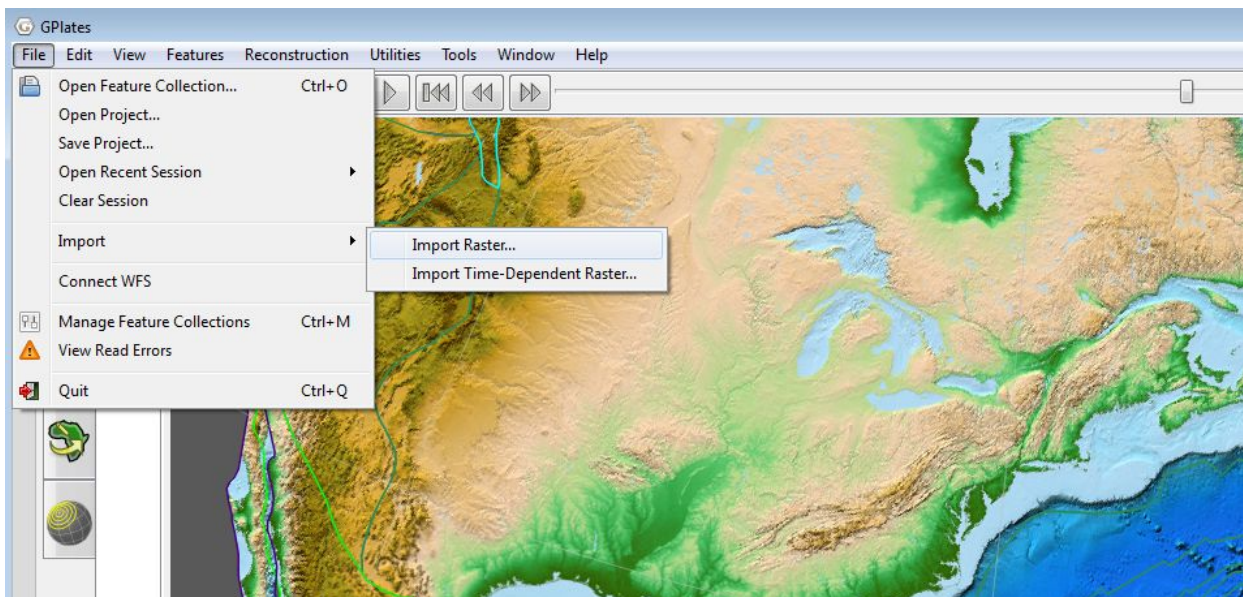 GPlates
File Edit View Features Reconstruction Utilities Tools Window Help
Open Feature Collection... Ctrl+O
Open Project...
Save Project...
Open Recent Session
Clear Session
Import
Import Raster...
Import Time-Dependent Raster...
Connect WFS
Manage Feature Collections Ctrl+M
View Read Errors
Quit Ctrl+Q